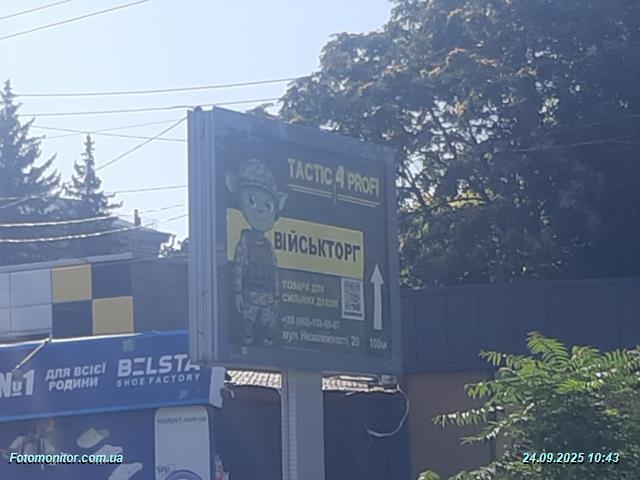 TACTIC 4 PROFI
ВІЙСЬКТОРГ
ТОВАРИ ДЛЯ
СИЛЬНИХ ДУХОМ
вул. Незалежності, 29
100м
№1
ДЛЯ ВСІЄЇ
РОДИНИ
BELSTA
SHOE FACTORY
Fotomonitor.com.ua
24.09.2025 10:43